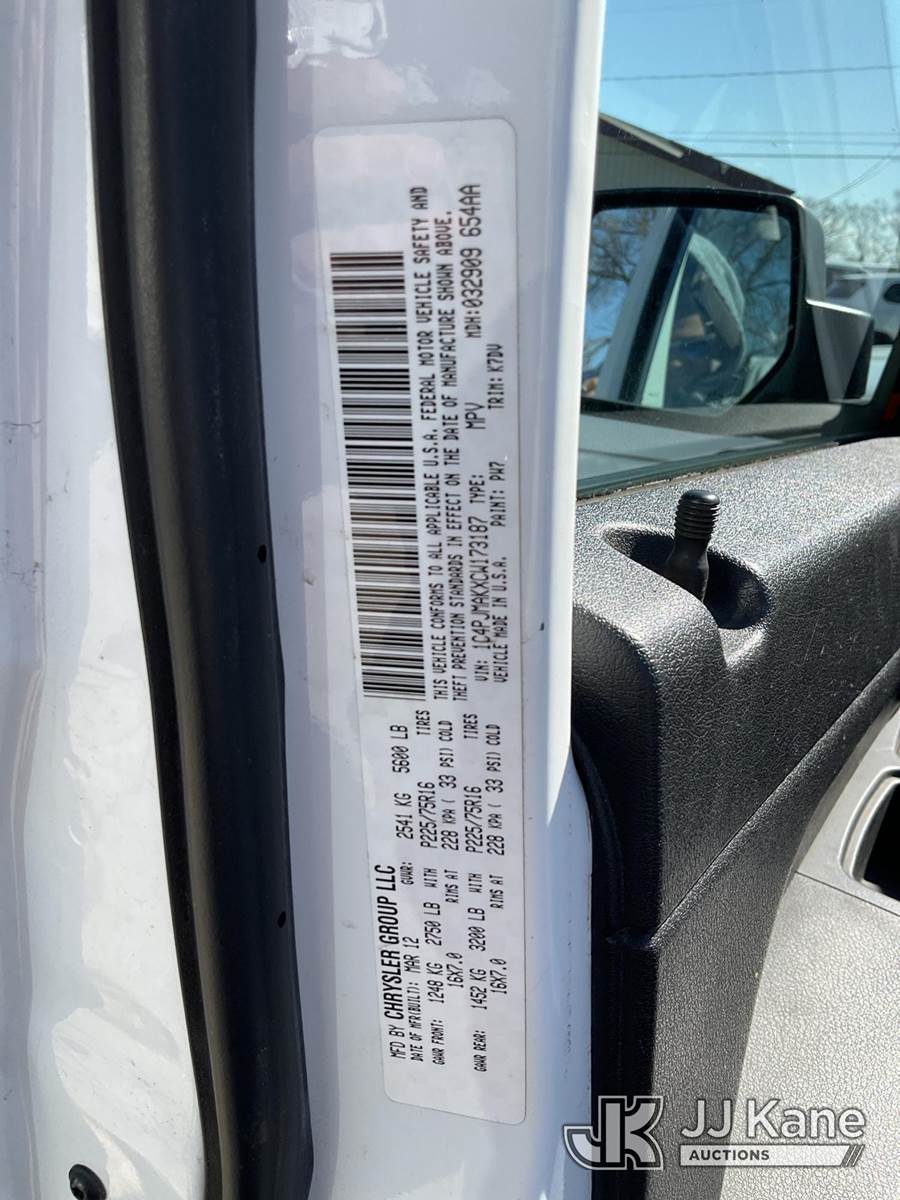 MFD BY CHRYSLER GROUP LLC
DATE OF MFR(BUILT): MAR 12 GVWR: 2541 KG 5600 LB
GAWR FRONT: 1248 KG 2750 LB WITH P225/75R16 TIRES
16X7.0 RIMS AT 228 KPA ( 33 PSI) COLD
GAWR REAR: 1452 KG 3200 LB WITH P225/75R16 TIRES
16X7.0 RIMS AT 228 KPA ( 33 PSI) COLD
THIS VEHICLE CONFORMS TO ALL APPLICABLE U.S.A. FEDERAL MOTOR VEHICLE SAFETY AND
THEFT PREVENTION STANDARDS IN EFFECT ON THE DATE OF MANUFACTURE SHOWN ABOVE.
VIN: 1C4PJMAKXCW173187 TYPE: MPV MDH:032909 654AA
VEHICLE MADE IN U.S.A. PAINT: PW7 TRIM: K7DV
JK JJ Kane
AUCTIONS